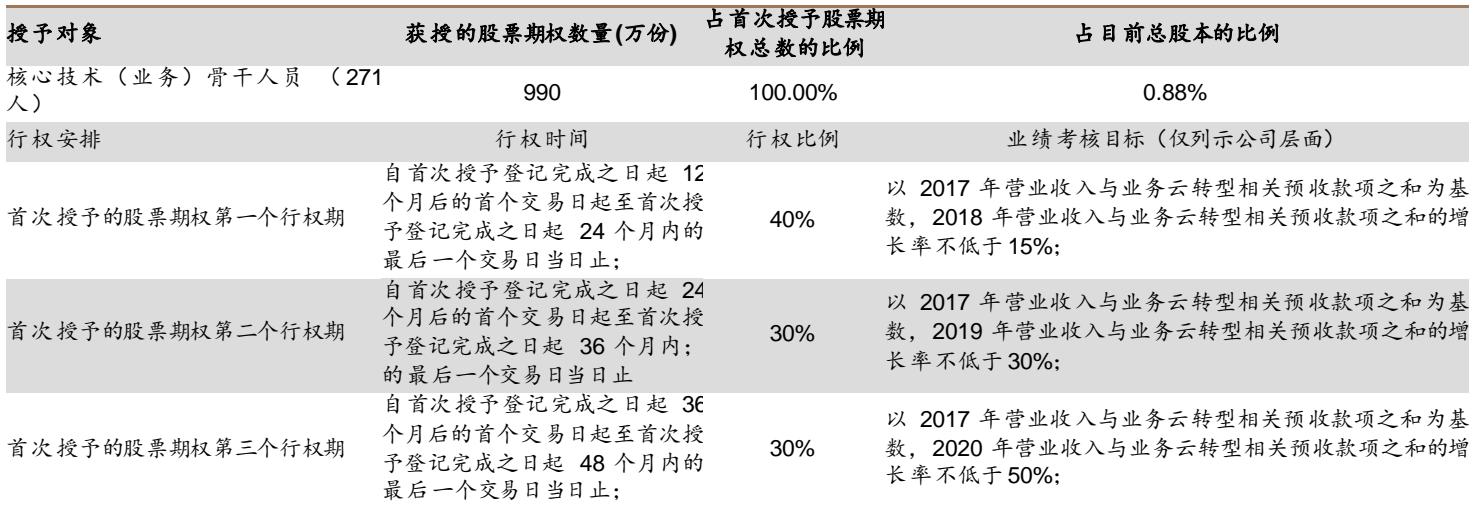 授予对象 获授的股票期权数量(万份) 占首次授予股票期 占目前总股本的比例
权总数的比例
核心技术（业务）骨干人员 （271 990 100.00% 0.88%
人）
行权安排 行权时间 行权比例 业绩考核目标（仅列示公司层面）
首次授予的股票期权第一个行权期
自首次授予登记完成之日起 12
个月后的首个交易日起至首次授
予登记完成之日起 24 个月内的
最后一个交易日当日止；
40%
以 2017 年营业收入与业务云转型相关预收款项之和为基
数，2018 年营业收入与业务云转型相关预收款项之和的增
长率不低于 15%;
首次授予的股票期权第二个行权期
自首次授予登记完成之日起 24
个月后的首个交易日起至首次授
予登记完成之日起 36 个月内；
的最后一个交易日当日止
30%
以 2017 年营业收入与业务云转型相关预收款项之和为基
数，2019 年营业收入与业务云转型相关预收款项之和的增
长率不低于 30%;
首次授予的股票期权第三个行权期
自首次授予登记完成之日起 36
个月后的首个交易日起至首次授
予登记完成之日起 48 个月内的
最后一个交易日当日止；
30%
以 2017 年营业收入与业务云转型相关预收款项之和为基
数，2020 年营业收入与业务云转型相关预收款项之和的增
长率不低于 50%;